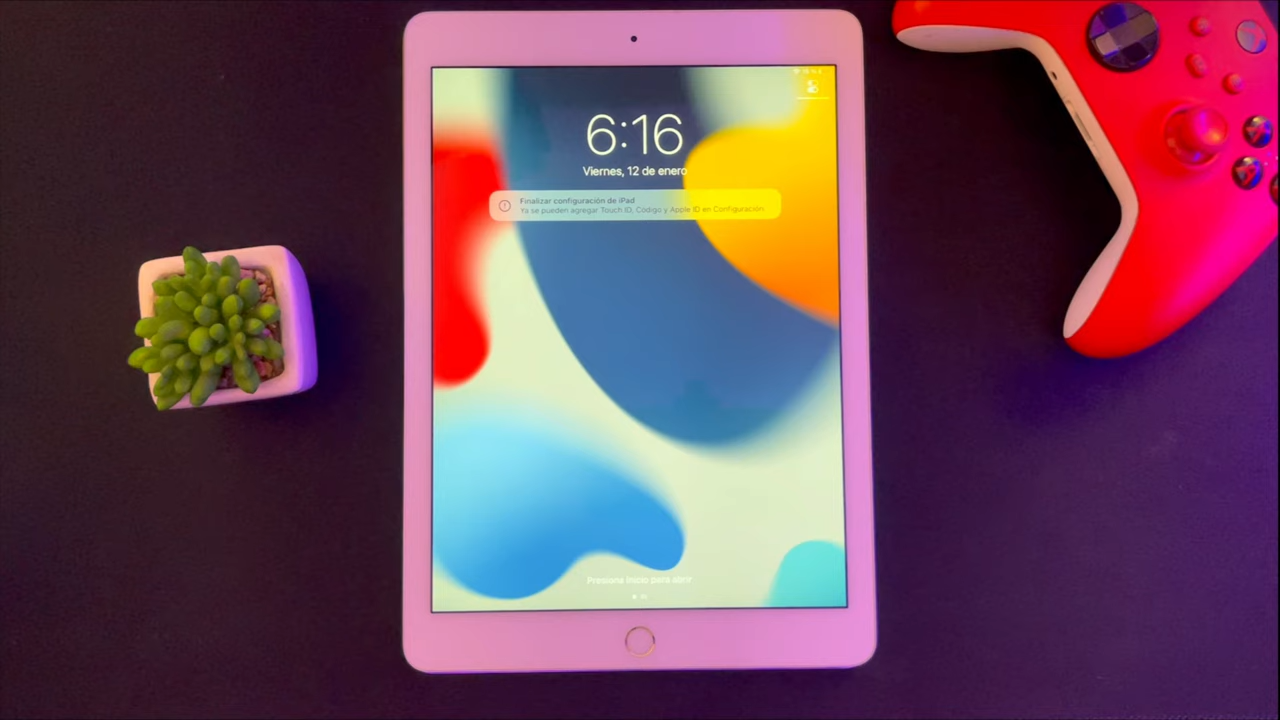 6:16
Viernes, 12 de enero
Finalizar configuración de iPad
Ya se pueden agregar Touch ID, Código y Apple ID en Configuración.
Presione Inicio para abrir